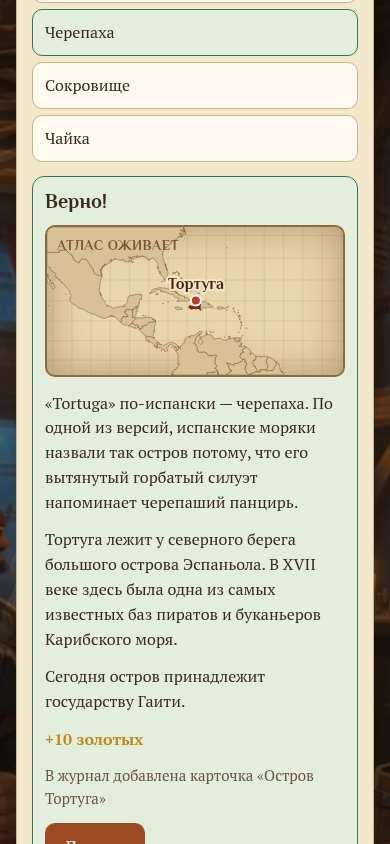 Черепаха
Сокровище
Чайка
Верно!
АТЛАС ОЖИВАЕТ
Тортуга
«Tortuga» по-испански — черепаха. По
одной из версий, испанские моряки
назвали так остров потому, что его
вытянутый горбатый силуэт
напоминает черепаший панцирь.
Тортуга лежит у северного берега
большого острова Эспаньола. В XVII
веке здесь была одна из самых
известных баз пиратов и буканьеров
Карибского моря.
Сегодня остров принадлежит
государству Гаити.
+10 золотых
В журнал добавлена карточка «Остров
Тортуга»